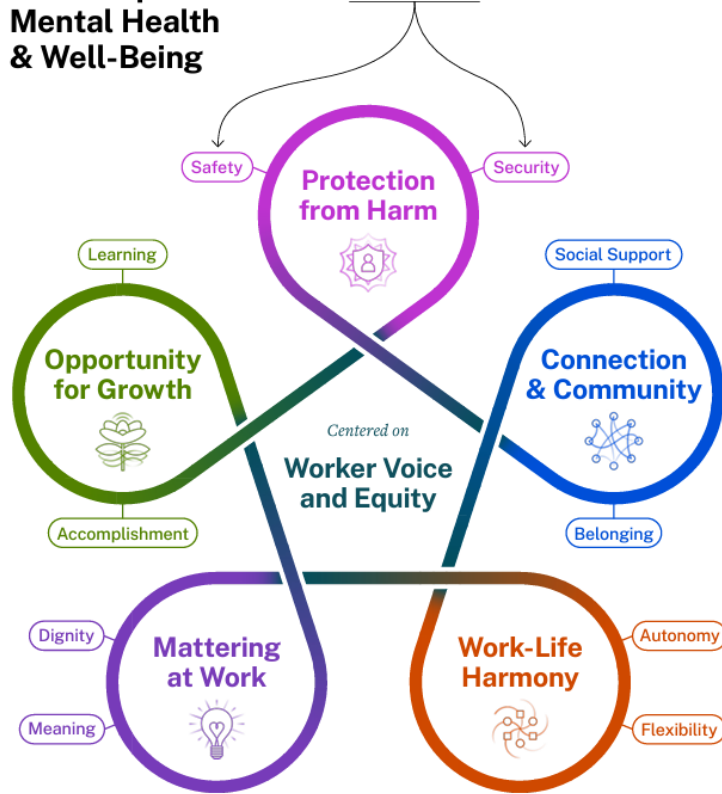 Mental Health
& Well-Being
Safety
Security
Protection
from Harm
Learning
Social Support
Opportunity
for Growth
Connection
& Community
Centered on
Worker Voice
and Equity
Accomplishment
Belonging
Dignity
Mattering
at Work
Meaning
Work-Life
Harmony
Autonomy
Flexibility